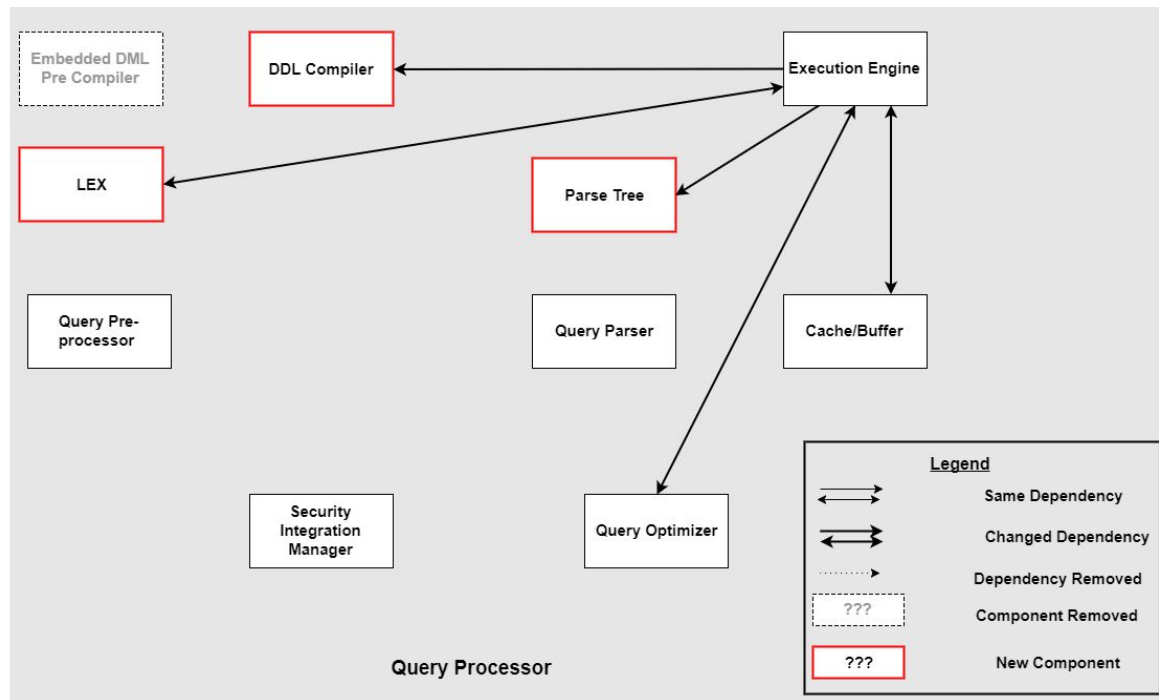 Embedded DML
Pre Compiler
DDL Compiler
Execution Engine
LEX
Parse Tree
Query Pre-
processor
Query Parser
Cache/Buffer
Security
Integration
Manager
Query Optimizer
Legend
Same Dependency
Changed Dependency
Dependency Removed
???
Component Removed
???
New Component
Query Processor